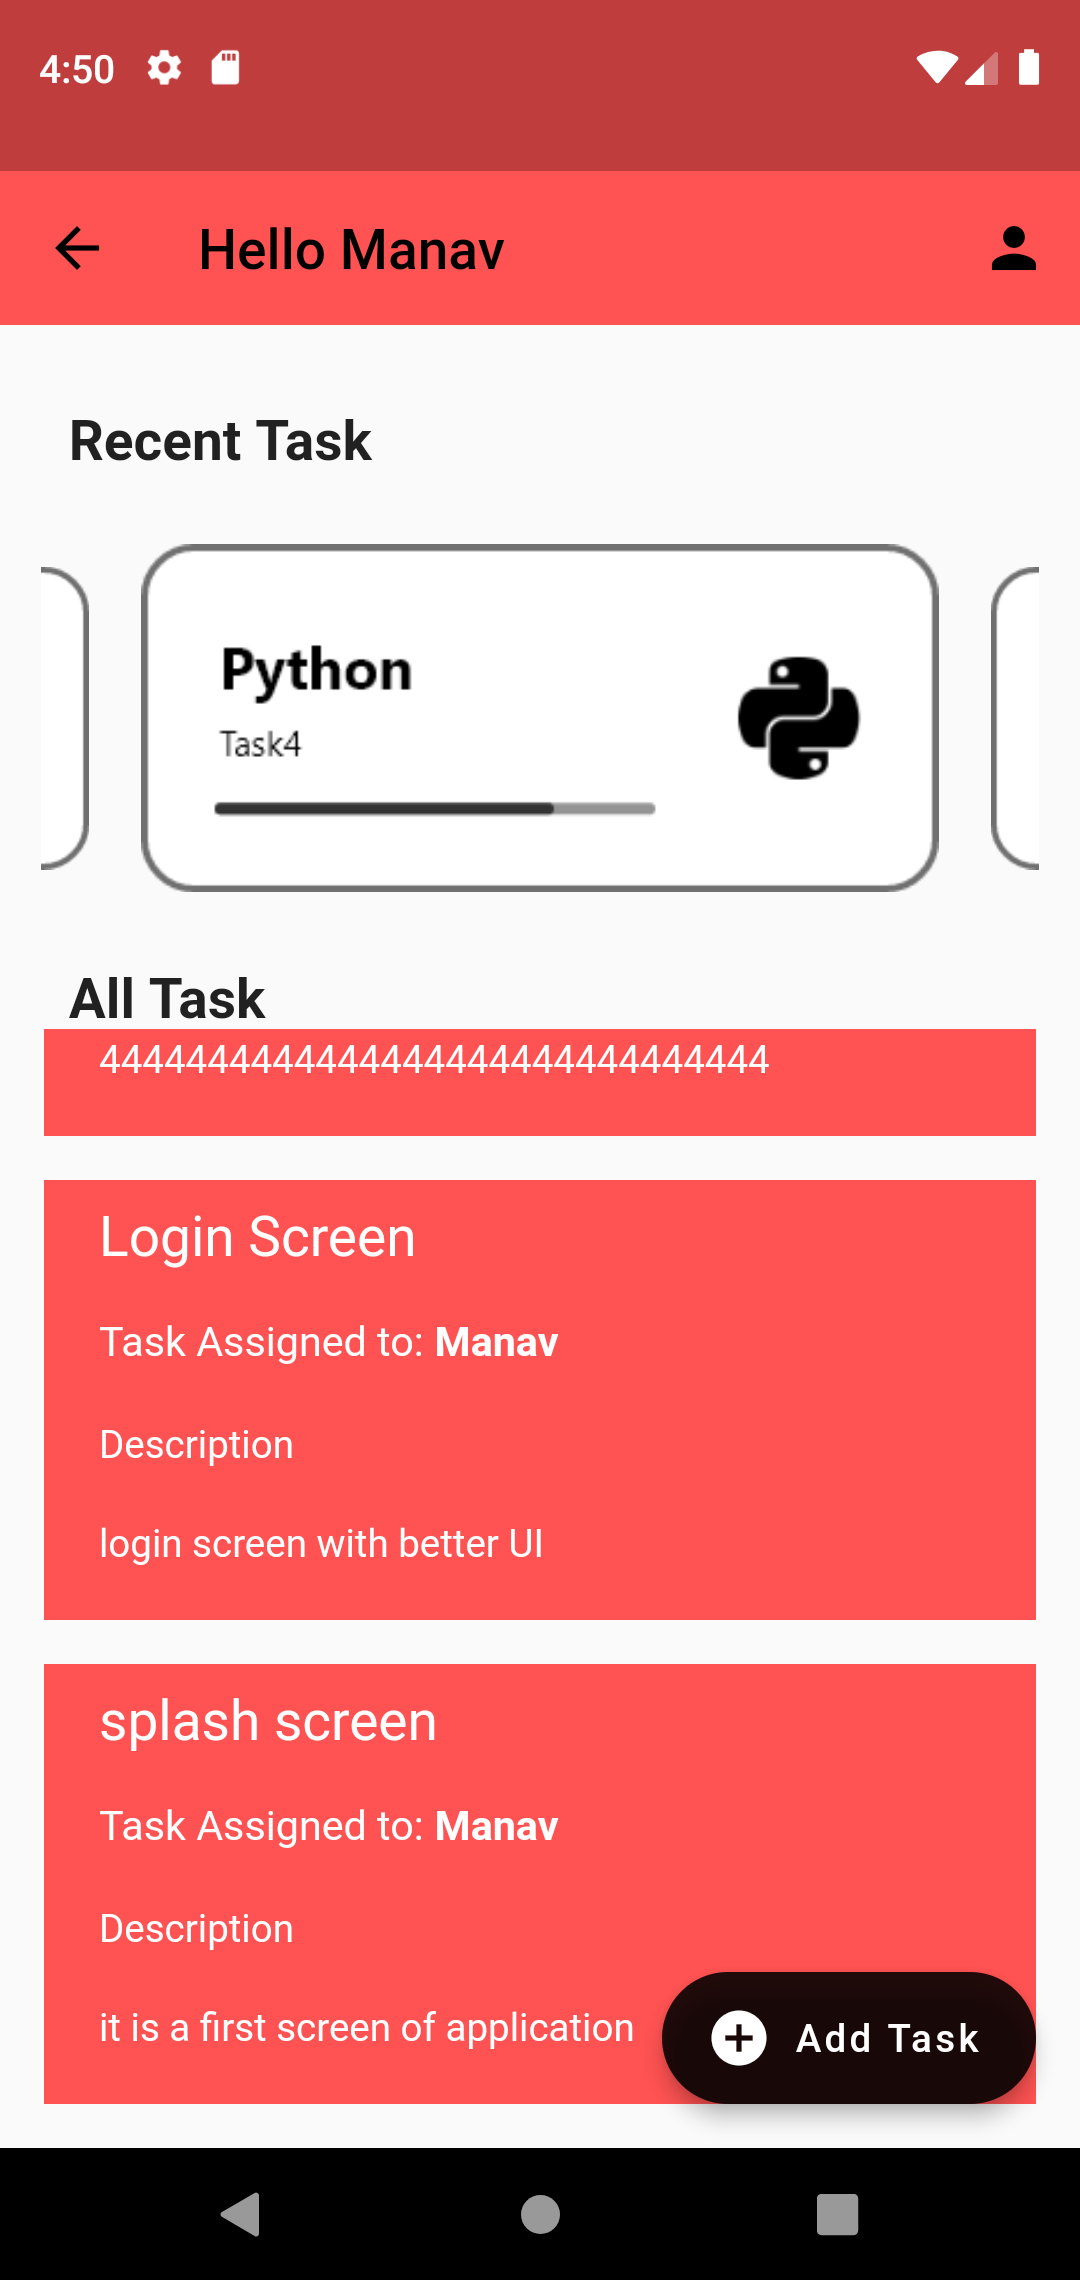 4:50
Hello Manav
Recent Task
Python
Task4
All Task
4444444444444444444444444444444
Login Screen
Task Assigned to: Manav
Description
login screen with better UI
splash screen
Task Assigned to: Manav
Description
it is a first screen of application
Add Task